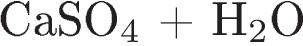 CaSO₄ + H₂O